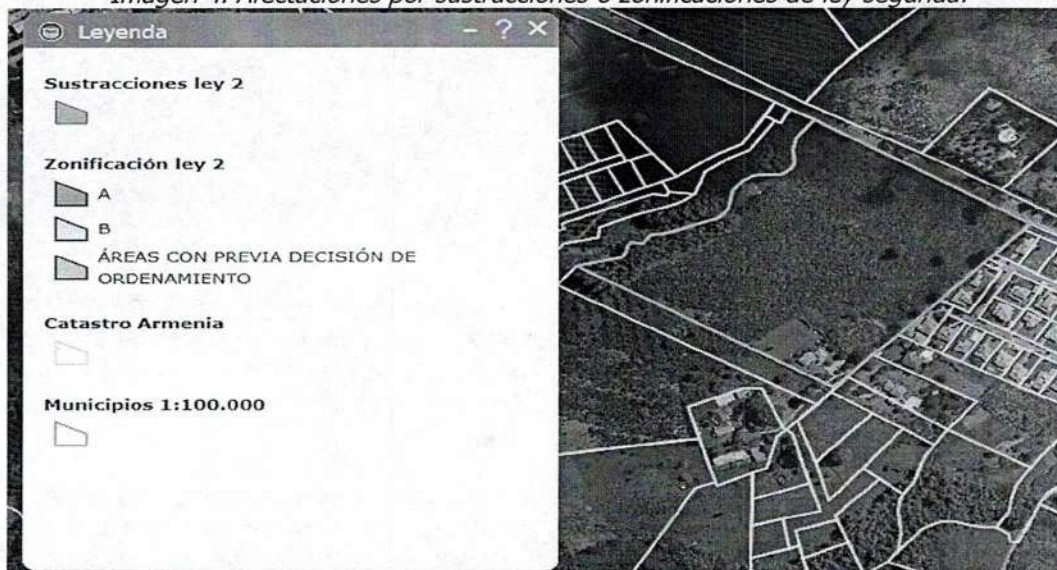 Imagen 4. Afectaciones por sustracciones o zonificaciones de ley segunda.
Leyenda
Sustracciones ley 2
Zonificación ley 2
A
B
ÁREAS CON PREVIA DECISIÓN DE
ORDENAMIENTO
Catastro Armenia
Municipios 1:100.000